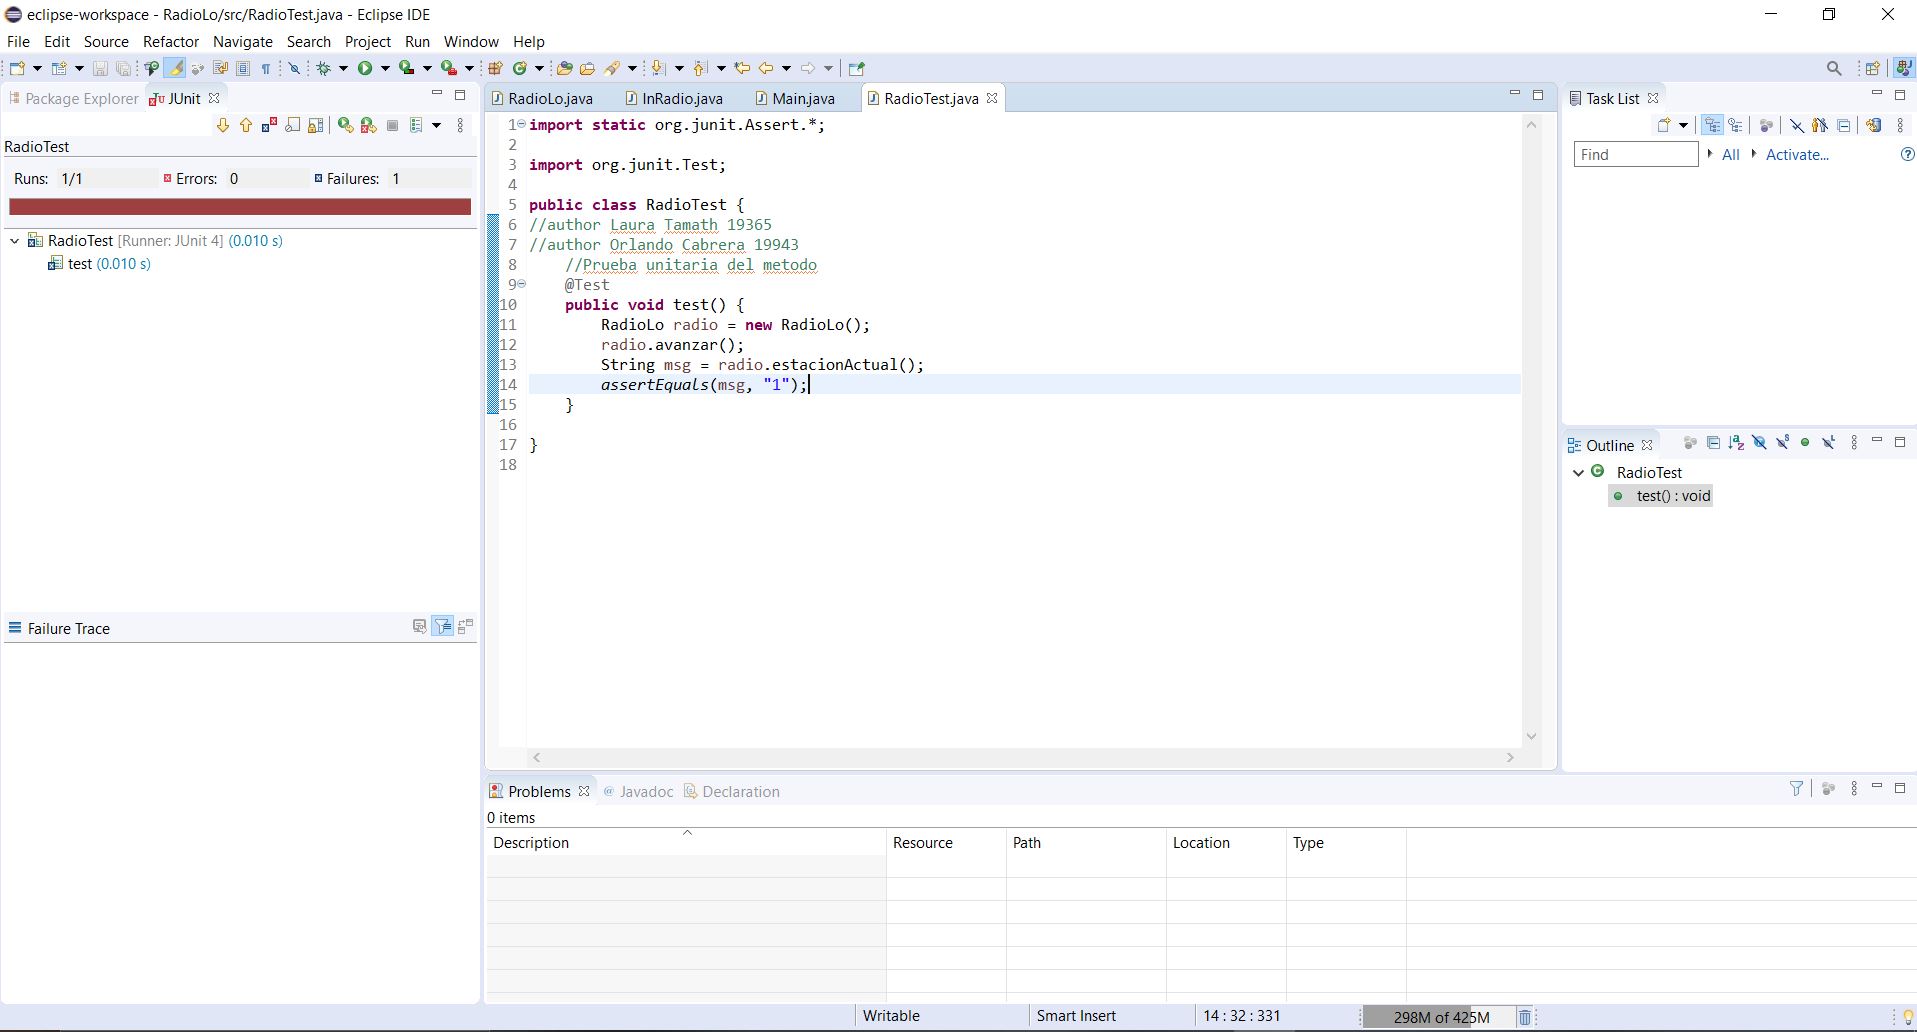 eclipse-workspace - RadioLo/src/RadioTest.java - Eclipse IDE
File Edit Source Refactor Navigate Search Project Run Window Help
Package Explorer JUnit
RadioTest
Runs: 1/1 Errors: 0 Failures: 1
RadioTest [Runner: JUnit 4] (0.010 s)
test (0.010 s)
Failure Trace
RadioLo.java InRadio.java Main.java RadioTest.java
1 import static org.junit.Assert.*;
2
3 import org.junit.Test;
4
5 public class RadioTest {
6 //author Laura Tamath 19365
7 //author Orlando Cabrera 19943
8 //Prueba unitaria del metodo
9 @Test
10 public void test() {
11 RadioLo radio = new RadioLo();
12 radio.avanzar();
13 String msg = radio.estacionActual();
14 assertEquals(msg, "1");
15 }
16
17 }
18
Task List
Find All Activate...
Outline
RadioTest
test() : void
Problems @ Javadoc Declaration
0 items
Description Resource Path Location Type
Writable Smart Insert 14 : 32 : 331 298M of 425M